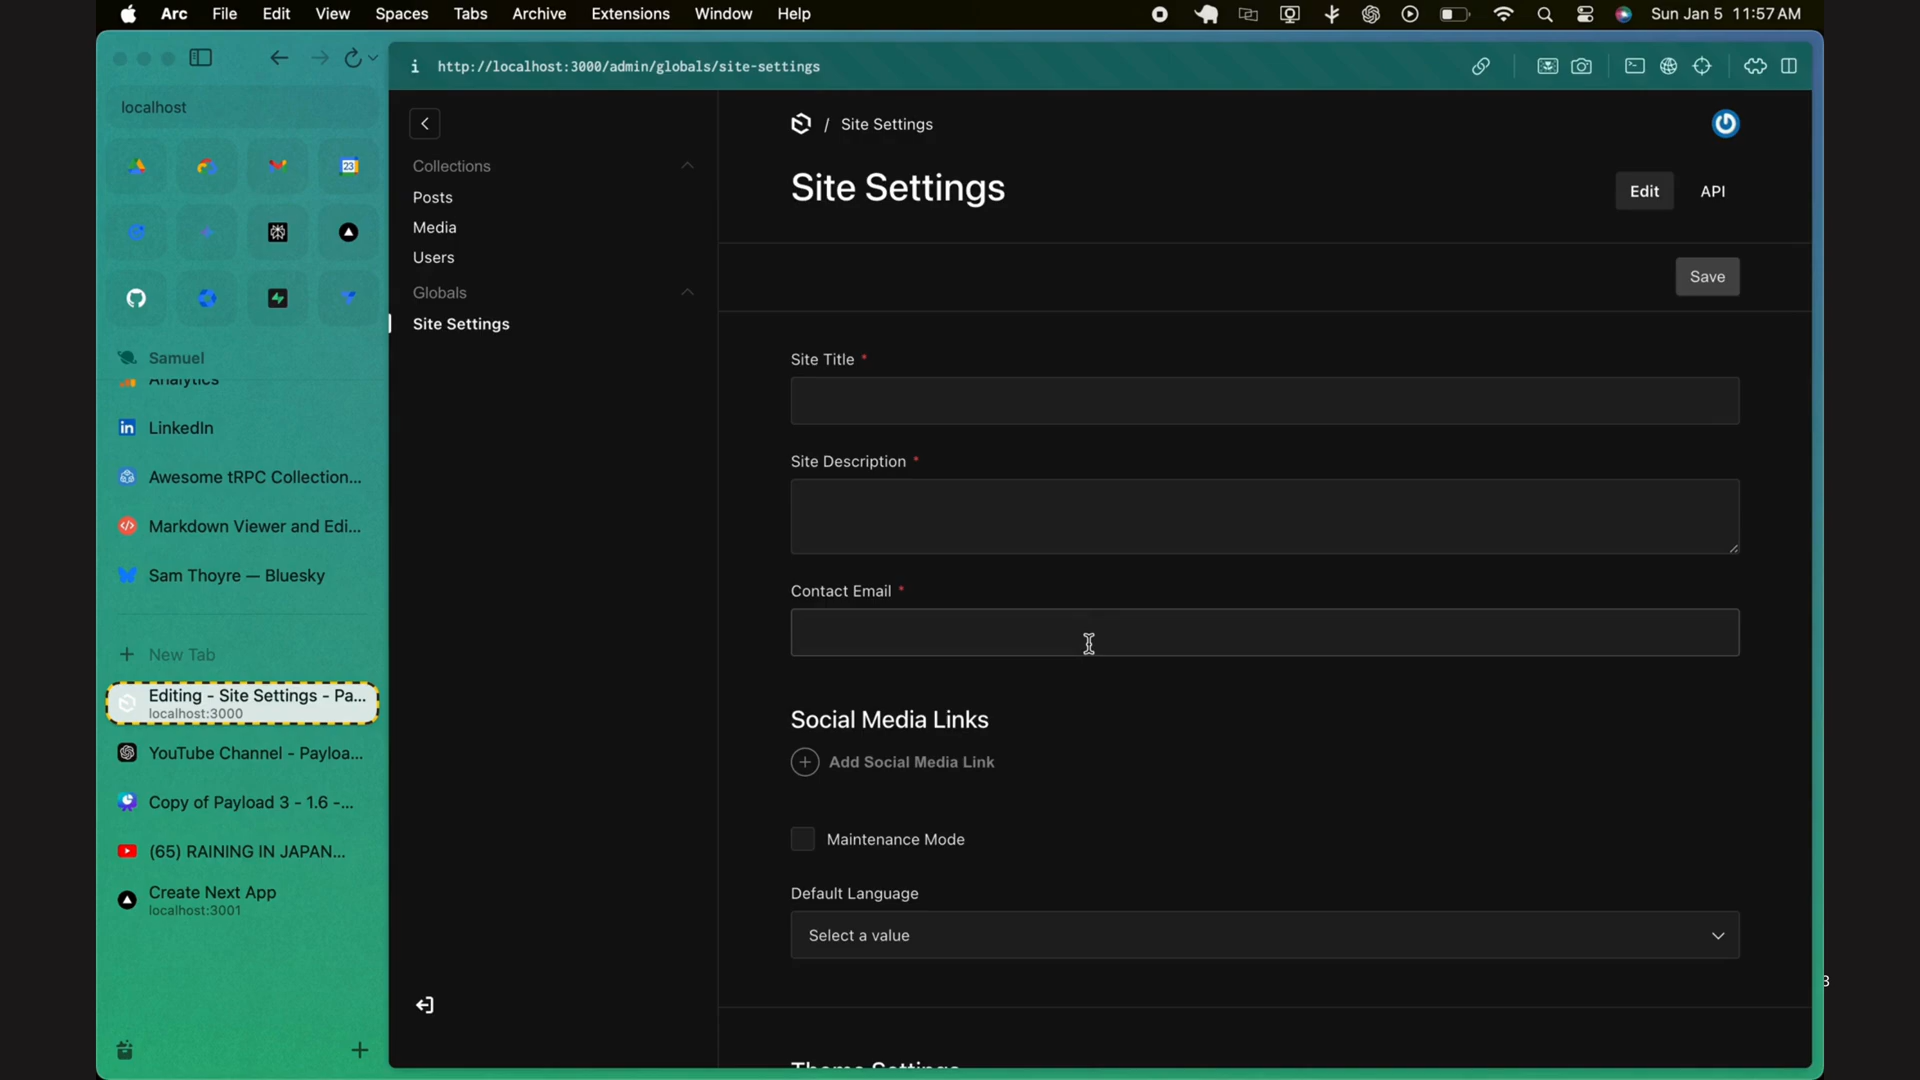 Arc File Edit View Spaces Tabs Archive Extensions Window Help Sun Jan 5 11:57 AM
http://localhost:3000/admin/globals/site-settings
localhost
23
Samuel
Analytics
LinkedIn
Awesome tRPC Collection...
Markdown Viewer and Edi...
Sam Thoyre — Bluesky
New Tab
Editing - Site Settings - Pa...
localhost:3000
YouTube Channel - Payloa...
Copy of Payload 3 - 1.6 -...
(65) RAINING IN JAPAN...
Create Next App
localhost:3001
Collections
Posts
Media
Users
Globals
Site Settings
/ Site Settings
Site Settings
Edit API
Save
Site Title *
Site Description *
Contact Email *
Social Media Links
Add Social Media Link
Maintenance Mode
Default Language
Select a value
Theme Settings
3